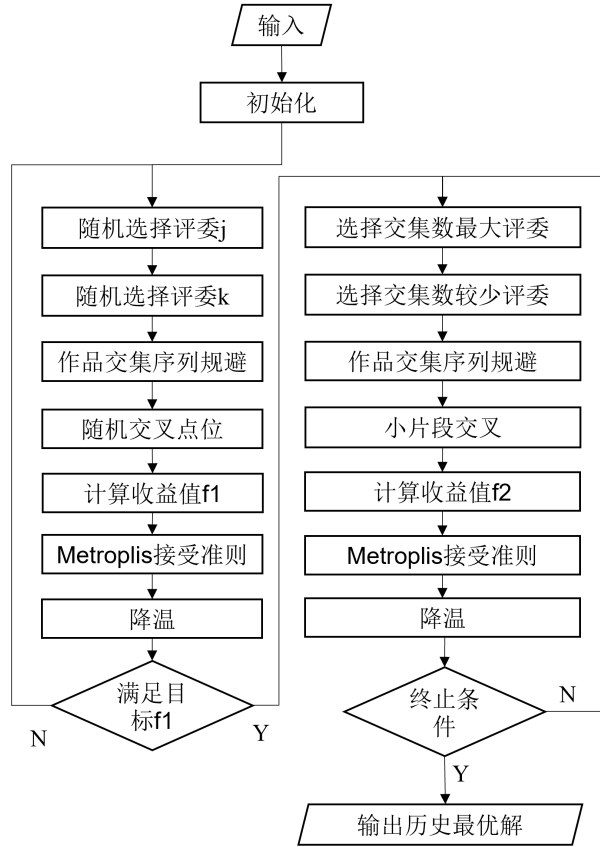 输入
初始化
随机选择评委j
随机选择评委k
作品交集序列规避
随机交叉点位
计算收益值f1
Metroplis接受准则
降温
满足目
标f1
N
Y
选择交集数最大评委
选择交集数较少评委
作品交集序列规避
小片段交叉
计算收益值f2
Metroplis接受准则
降温
终止条
件
N
Y
输出历史最优解